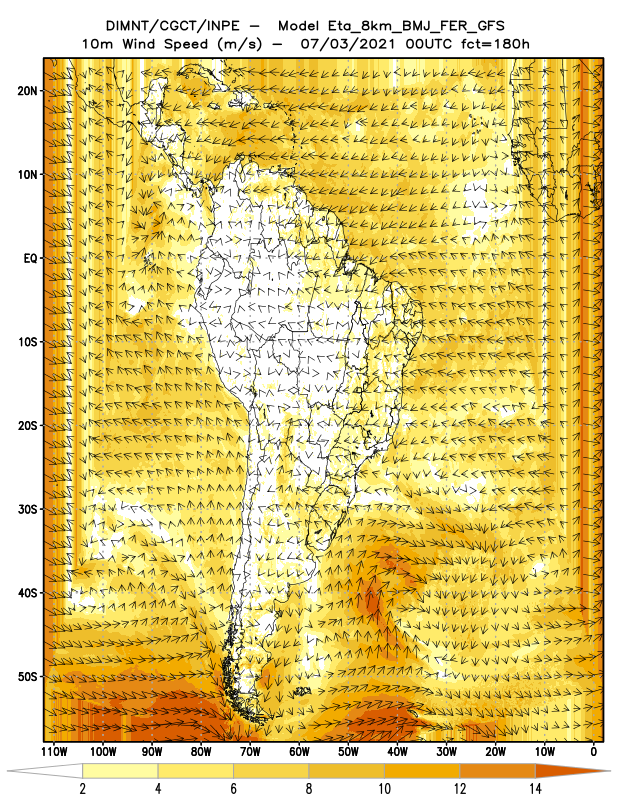 DIMNT/CGCT/INPE –  Model Eta_8km_BMJ_FER_GFS
10m Wind Speed (m/s) –  07/03/2021 00UTC fct=180h
20N
10N
EQ
10S
20S
30S
40S
50S
110W 100W 90W 80W 70W 60W 50W 40W 30W 20W 10W 0
2 4 6 8 10 12 14